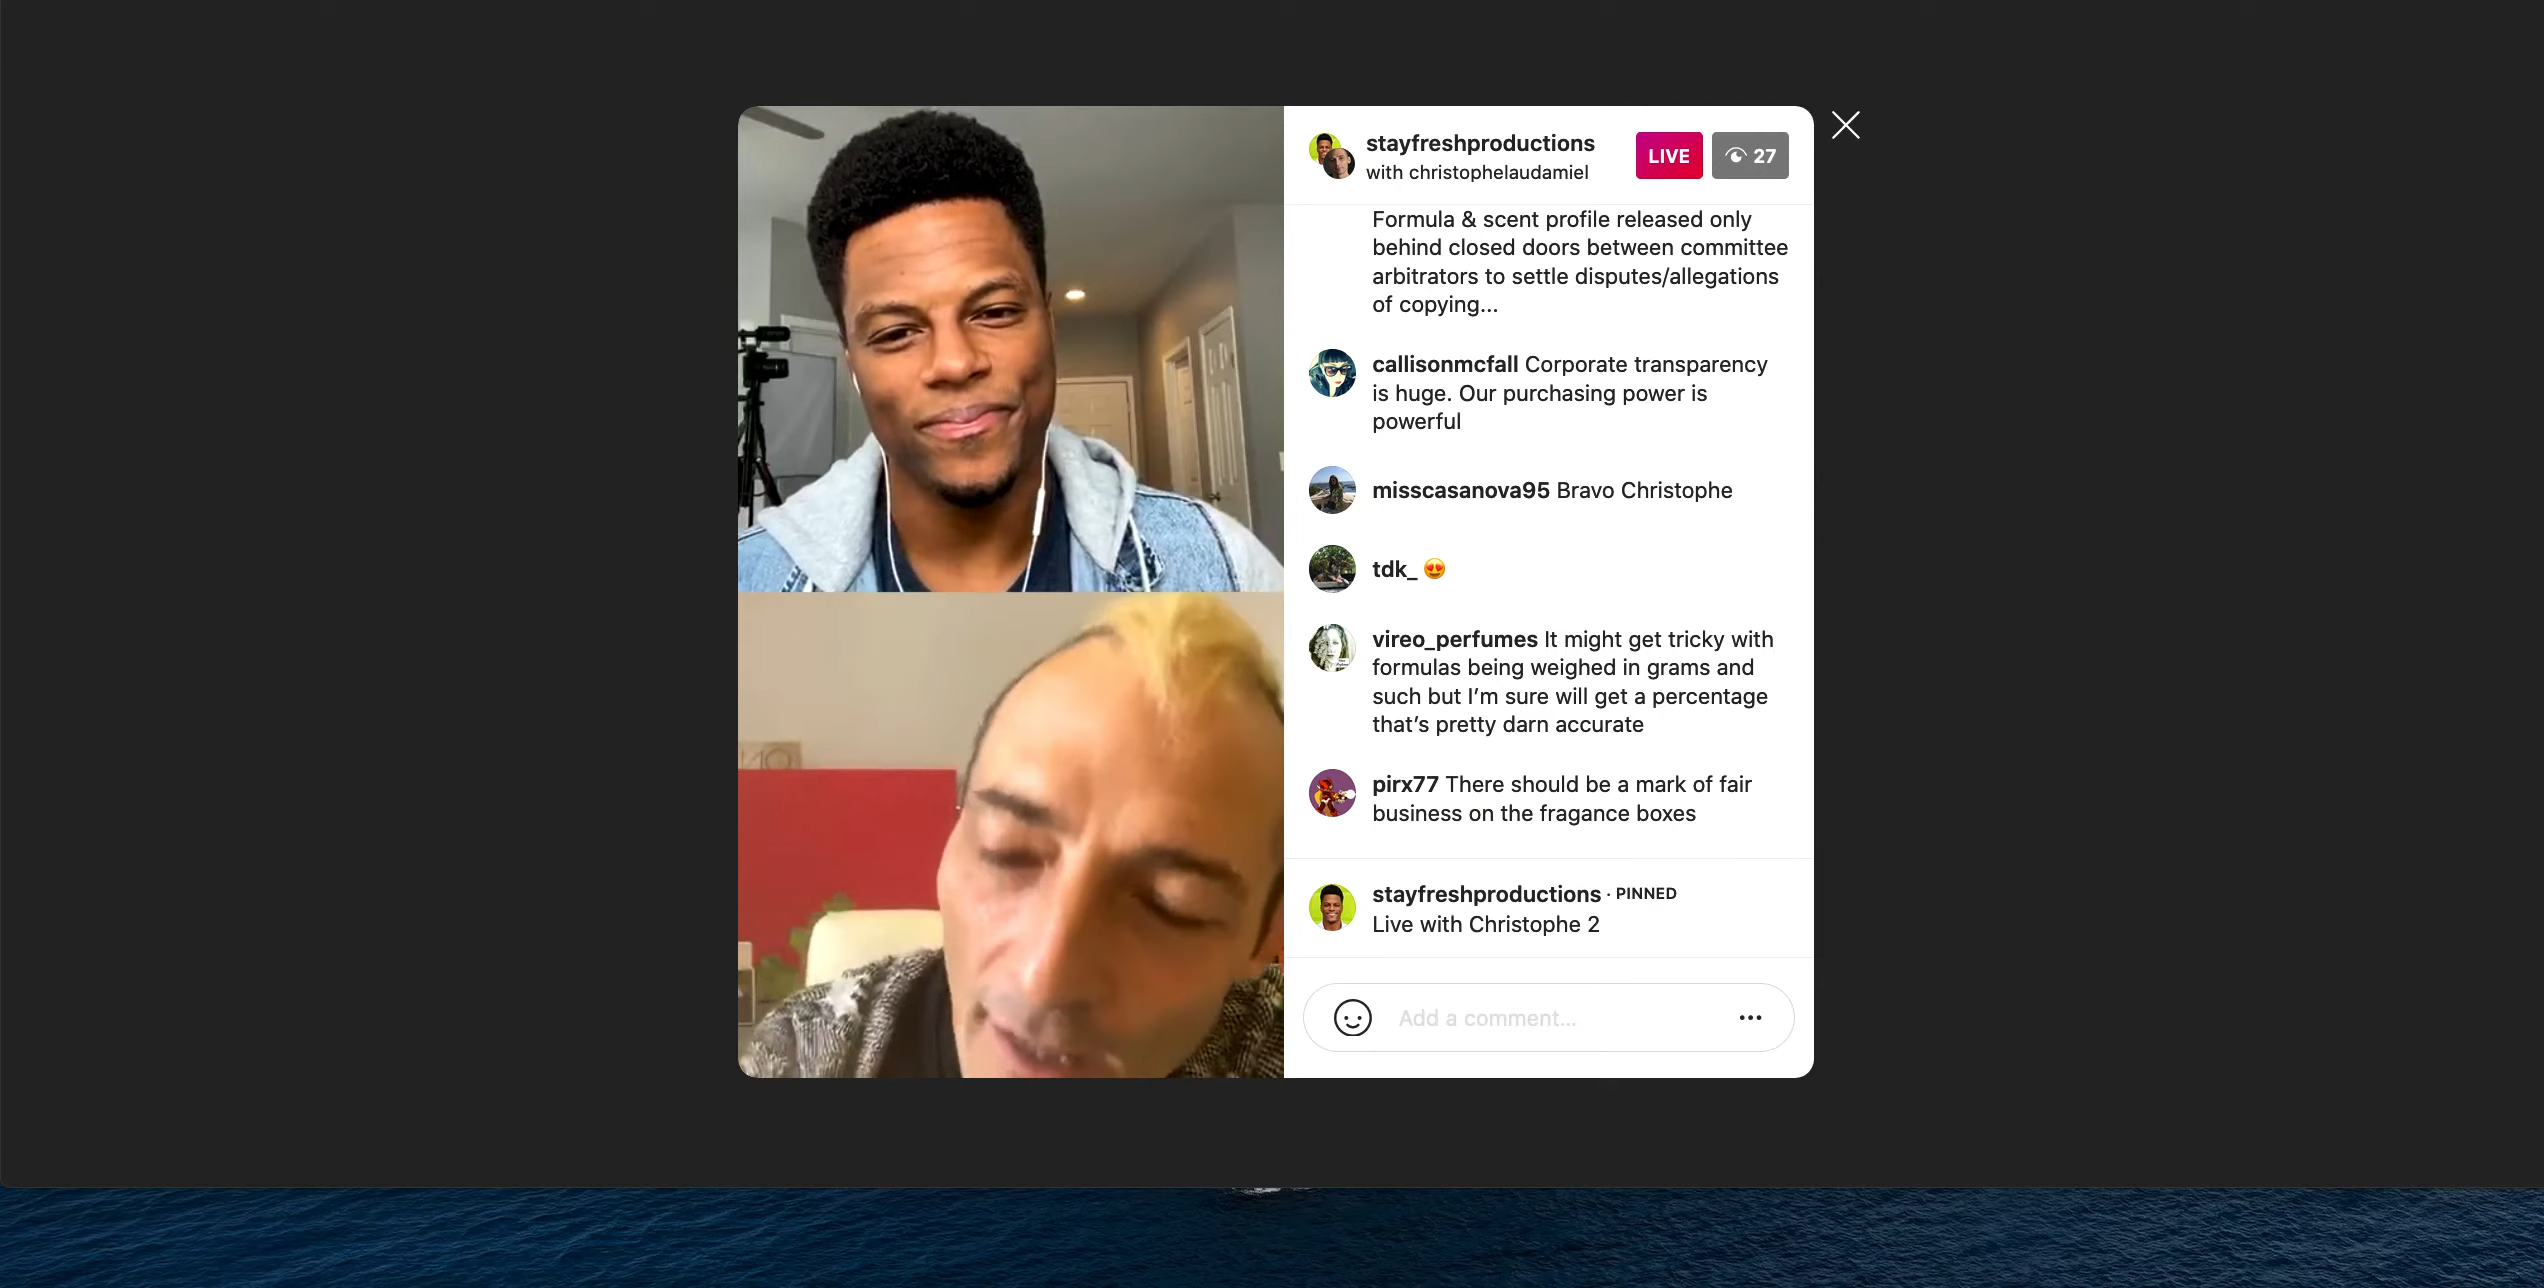 stayfreshproductions
with christophelaudamiel
LIVE
27
Formula & scent profile released only
behind closed doors between committee
arbitrators to settle disputes/allegations
of copying...
callisonmcfall Corporate transparency
is huge. Our purchasing power is
powerful
misscasanova95 Bravo Christophe
tdk_ 😍
vireo_perfumes It might get tricky with
formulas being weighed in grams and
such but I’m sure will get a percentage
that’s pretty darn accurate
pirx77 There should be a mark of fair
business on the fragance boxes
stayfreshproductions · PINNED
Live with Christophe 2
Add a comment...